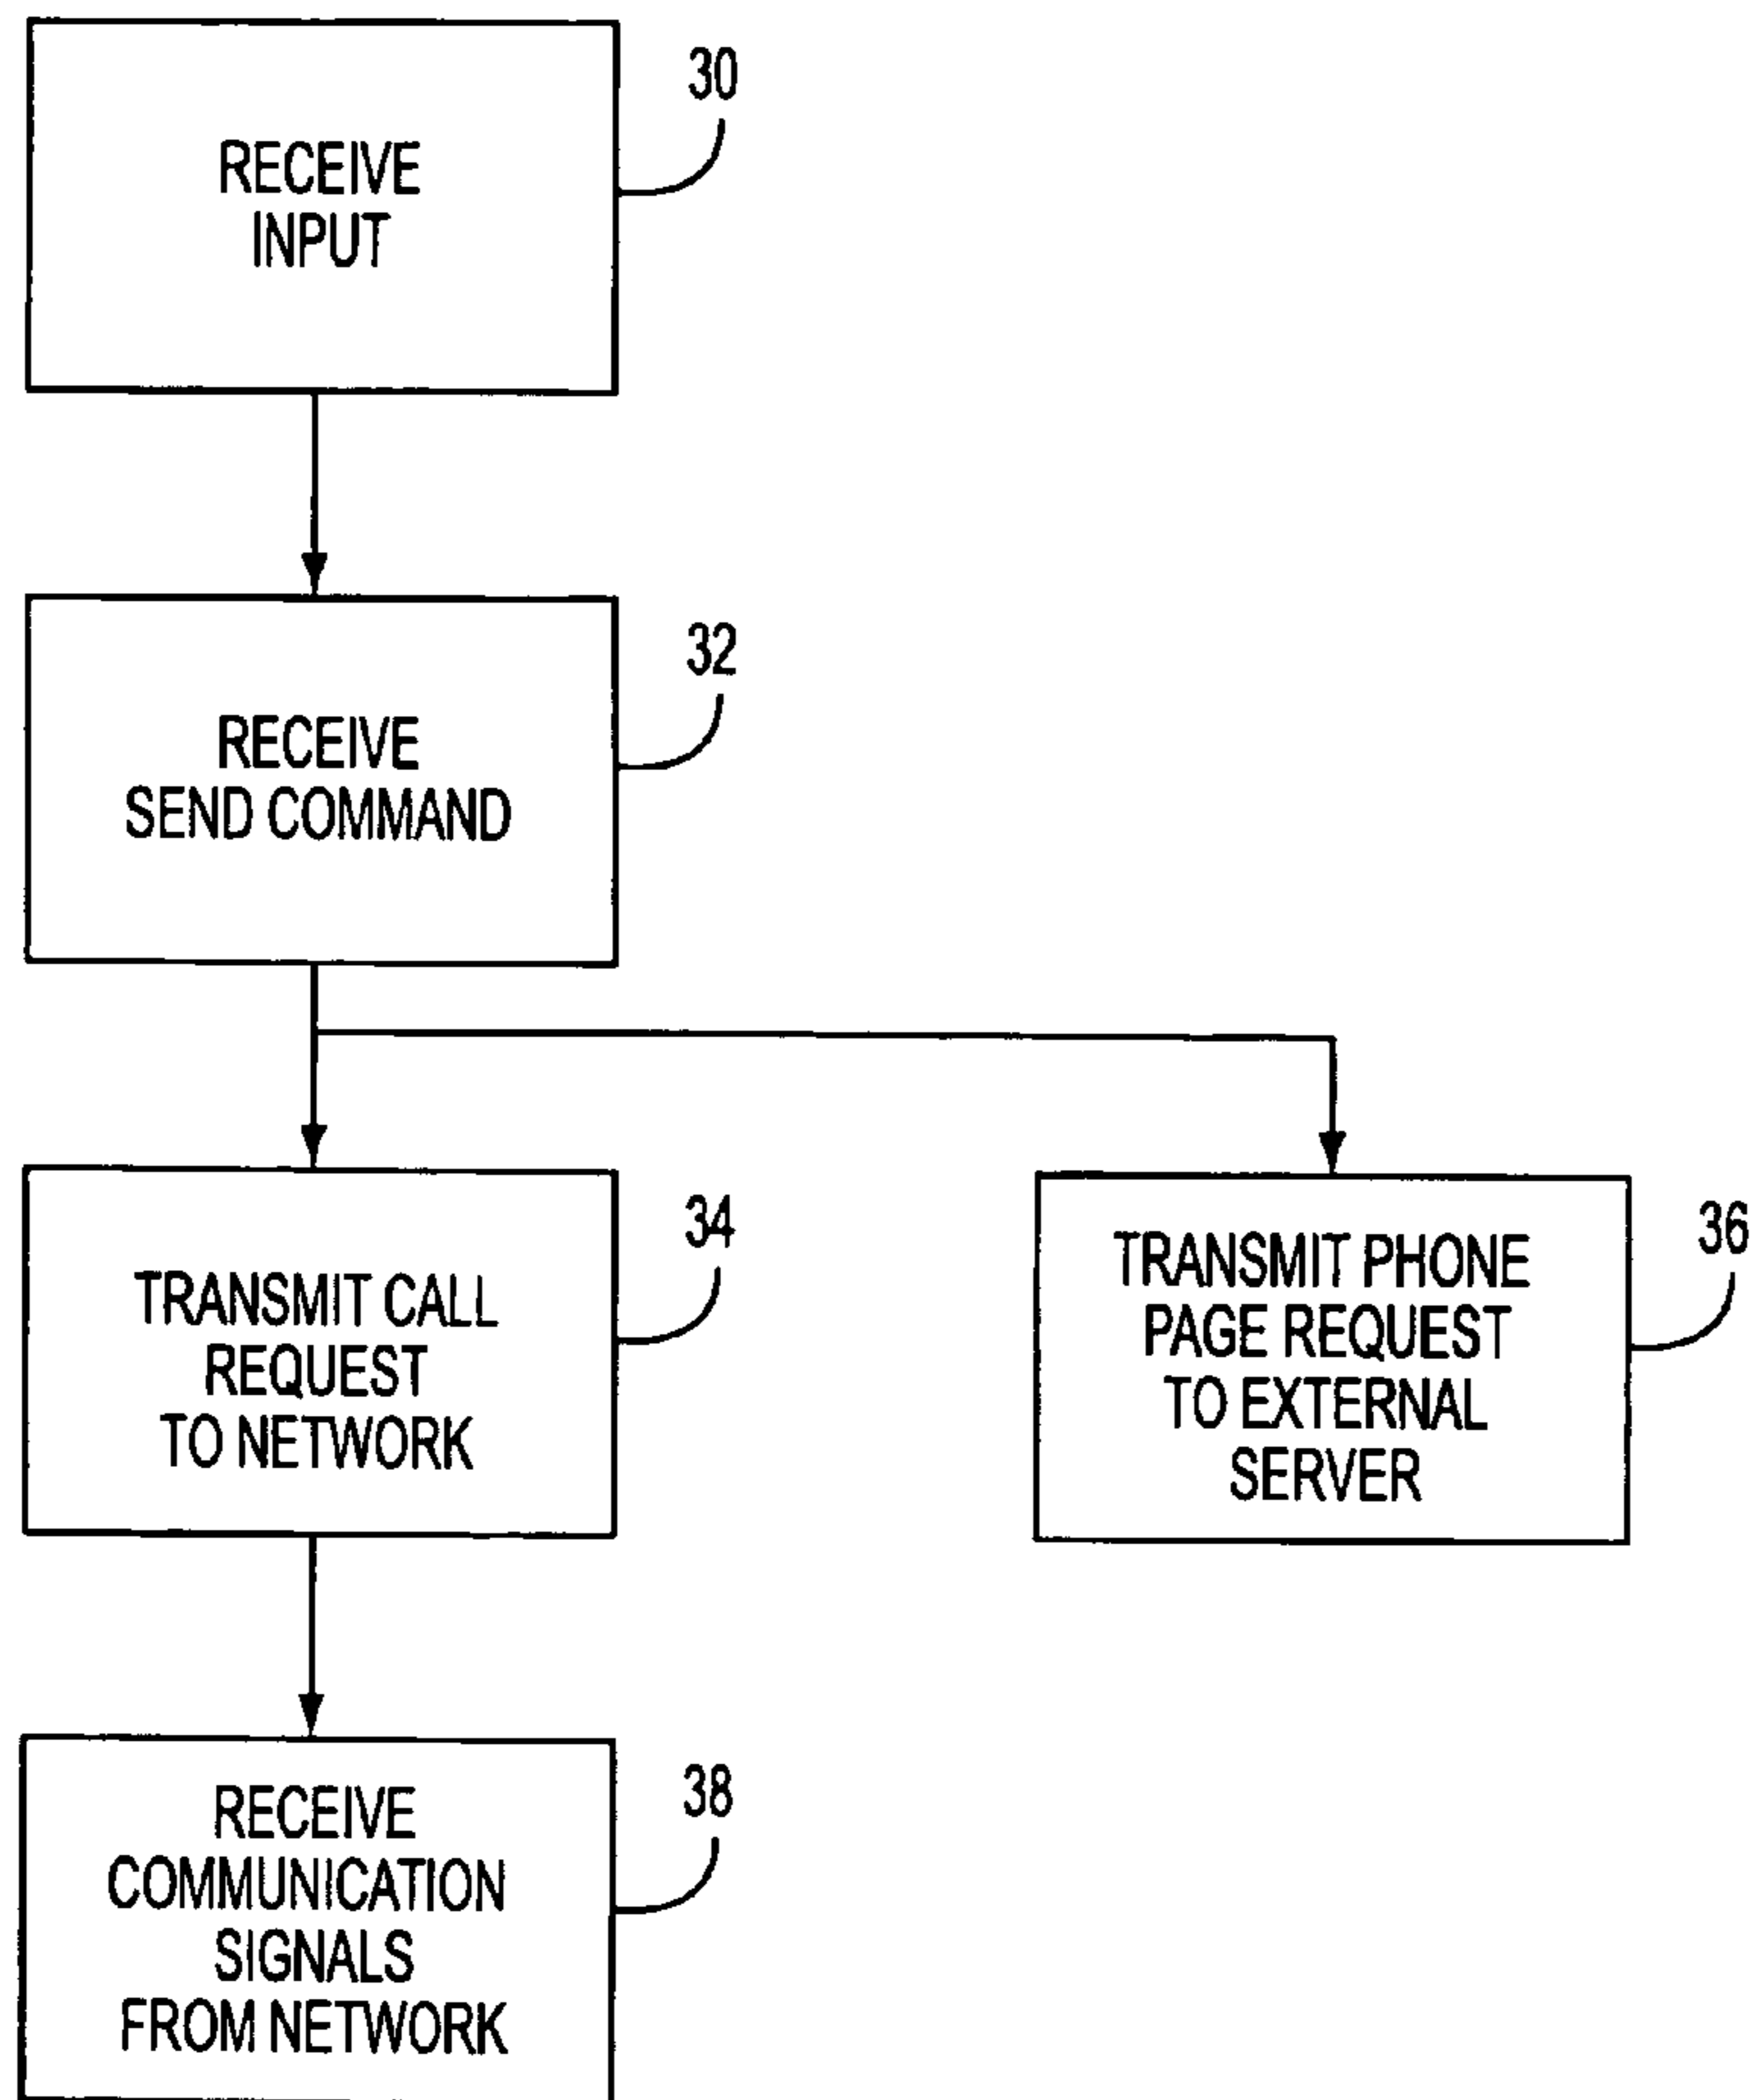 30
RECEIVE
INPUT
32
RECEIVE
SEND COMMAND
34
TRANSMIT CALL
REQUEST
TO NETWORK
36
TRANSMIT PHONE
PAGE REQUEST
TO EXTERNAL
SERVER
38
RECEIVE
COMMUNICATION
SIGNALS
FROM NETWORK